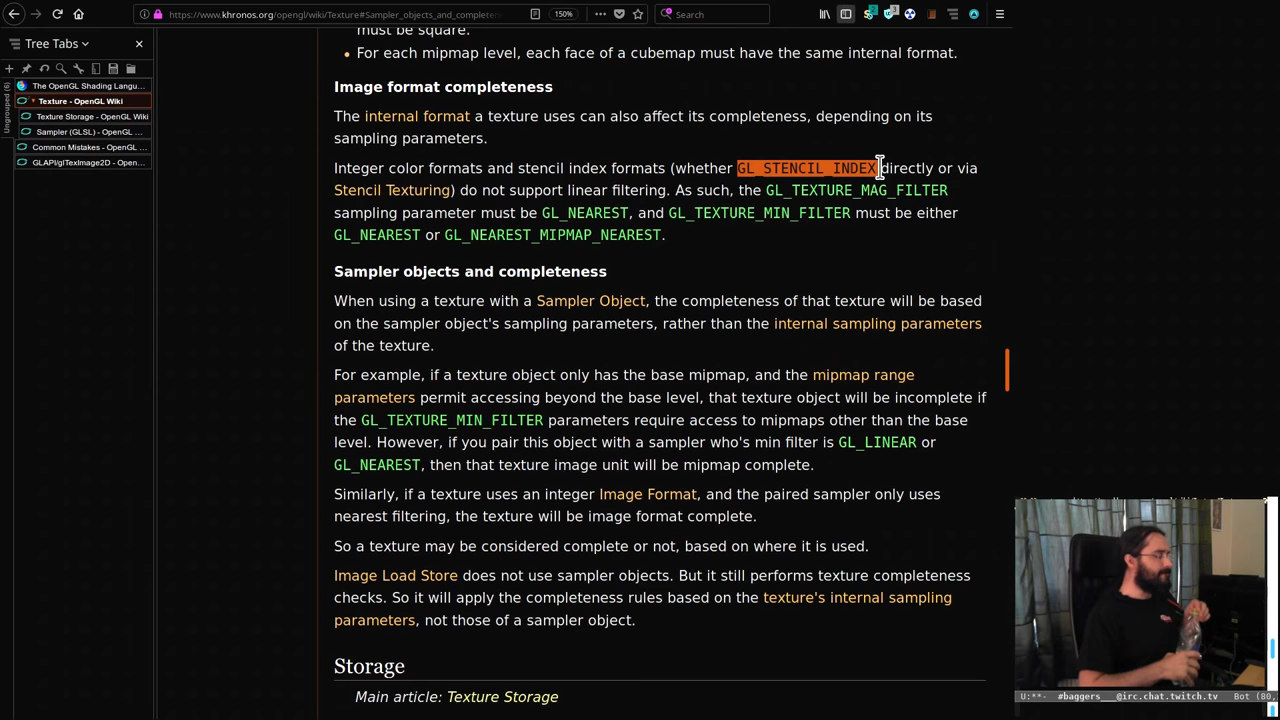 https://www.khronos.org/opengl/wiki/Texture#Sampler_objects_and_completen
150%
Search
2
3
Tree Tabs
Ungrouped (6)
The OpenGL Shading Langu...
Texture - OpenGL Wiki
Texture Storage - OpenGL Wiki
Sampler (GLSL) - OpenGL ...
Common Mistakes - OpenGL ...
GLAPI/glTexImage2D - Open...
must be square.
• For each mipmap level, each face of a cubemap must have the same internal format.
Image format completeness
The internal format a texture uses can also affect its completeness, depending on its
sampling parameters.
Integer color formats and stencil index formats (whether GL_STENCIL_INDEX directly or via
Stencil Texturing) do not support linear filtering. As such, the GL_TEXTURE_MAG_FILTER
sampling parameter must be GL_NEAREST, and GL_TEXTURE_MIN_FILTER must be either
GL_NEAREST or GL_NEAREST_MIPMAP_NEAREST.
Sampler objects and completeness
When using a texture with a Sampler Object, the completeness of that texture will be based
on the sampler object's sampling parameters, rather than the internal sampling parameters
of the texture.
For example, if a texture object only has the base mipmap, and the mipmap range
parameters permit accessing beyond the base level, that texture object will be incomplete if
the GL_TEXTURE_MIN_FILTER parameters require access to mipmaps other than the base
level. However, if you pair this object with a sampler who's min filter is GL_LINEAR or
GL_NEAREST, then that texture image unit will be mipmap complete.
Similarly, if a texture uses an integer Image Format, and the paired sampler only uses
nearest filtering, the texture will be image format complete.
So a texture may be considered complete or not, based on where it is used.
Image Load Store does not use sampler objects. But it still performs texture completeness
checks. So it will apply the completeness rules based on the texture's internal sampling
parameters, not those of a sampler object.
Storage
Main article: Texture Storage
U:**- #baggers___@irc.chat.twitch.tv Bot (80,